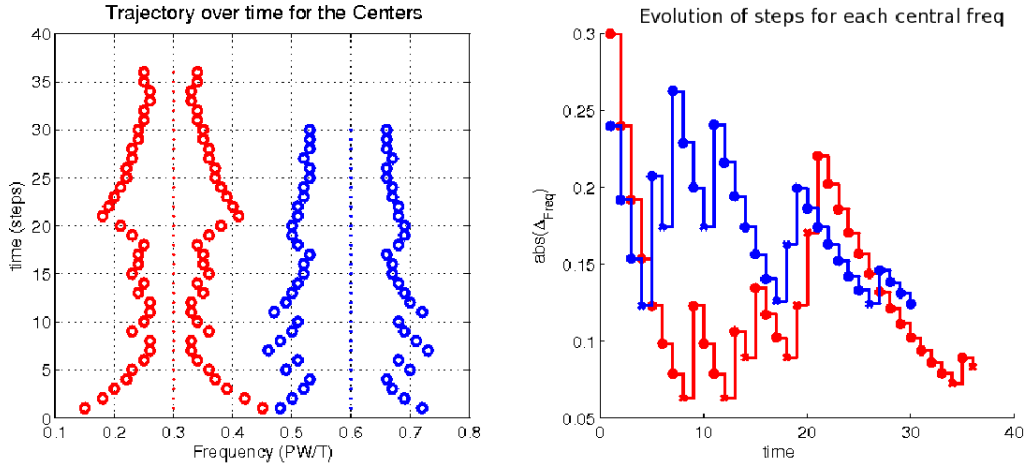 Trajectory over time for the Centers
40
35
30
25
20
15
10
5
0
time (steps)
0.1 0.2 0.3 0.4 0.5 0.6 0.7 0.8
Frequency (PW/T)
Evolution of steps for each central freq
0.3
0.25
0.2
0.15
0.1
0.05
abs(Δ_Freq)
0 10 20 30 40
time